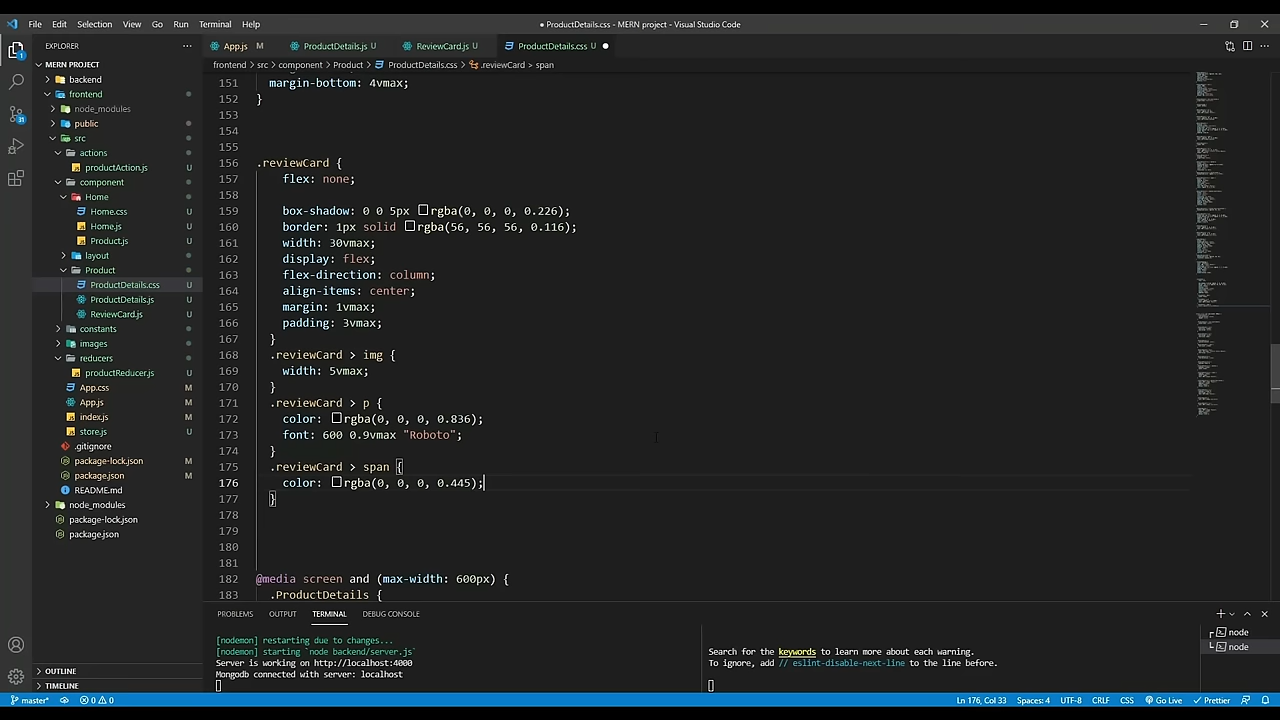 File Edit Selection View Go Run Terminal Help
● ProductDetails.css - MERN project - Visual Studio Code
EXPLORER
App.js M
ProductDetails.js U
ReviewCard.js U
ProductDetails.css U
MERN PROJECT
frontend > src > component > Product > ProductDetails.css > .reviewCard > span
backend
frontend
node_modules
public
src
actions
productAction.js U
component
Home
Home.css U
Home.js U
Product.js U
layout
Product
ProductDetails.css U
ProductDetails.js U
ReviewCard.js U
constants
images
reducers
productReducer.js U
App.css M
App.js M
index.js M
store.js U
.gitignore
package-lock.json M
package.json M
README.md
node_modules
package-lock.json
package.json
OUTLINE
TIMELINE
151 margin-bottom: 4vmax;
152 }
153
154
155
156 .reviewCard {
157 flex: none;
158
159 box-shadow: 0 0 5px rgba(0, 0, 0, 0.226);
160 border: 1px solid rgba(56, 56, 56, 0.116);
161 width: 30vmax;
162 display: flex;
163 flex-direction: column;
164 align-items: center;
165 margin: 1vmax;
166 padding: 3vmax;
167 }
168 .reviewCard > img {
169 width: 5vmax;
170 }
171 .reviewCard > p {
172 color: rgba(0, 0, 0, 0.836);
173 font: 600 0.9vmax "Roboto";
174 }
175 .reviewCard > span {
176 color: rgba(0, 0, 0, 0.445);
177 }
178
179
180
181
182 @media screen and (max-width: 600px) {
183 .ProductDetails {
PROBLEMS OUTPUT TERMINAL DEBUG CONSOLE
[nodemon] restarting due to changes...
[nodemon] starting `node backend/server.js`
Server is working on http://localhost:4000
Mongodb connected with server: localhost
Search for the keywords to learn more about each warning.
To ignore, add // eslint-disable-next-line to the line before.
node
node
master* 0 0
Ln 176, Col 33 Spaces: 4 UTF-8 CRLF CSS Go Live Prettier